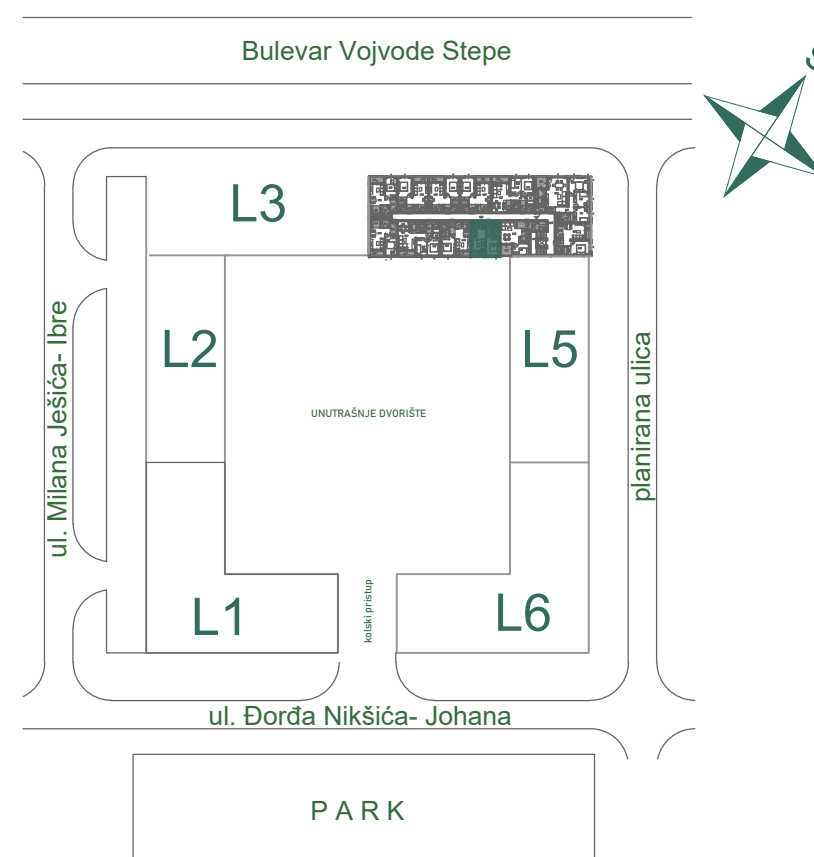 Bulevar Vojvode Stepe
S
L3
L2
L5
ul. Milana Ješića- Ibre
planirana ulica
UNUTRAŠNJE DVORIŠTE
L1
kolski pristup
L6
ul. Đorđa Nikšića- Johana
PARK